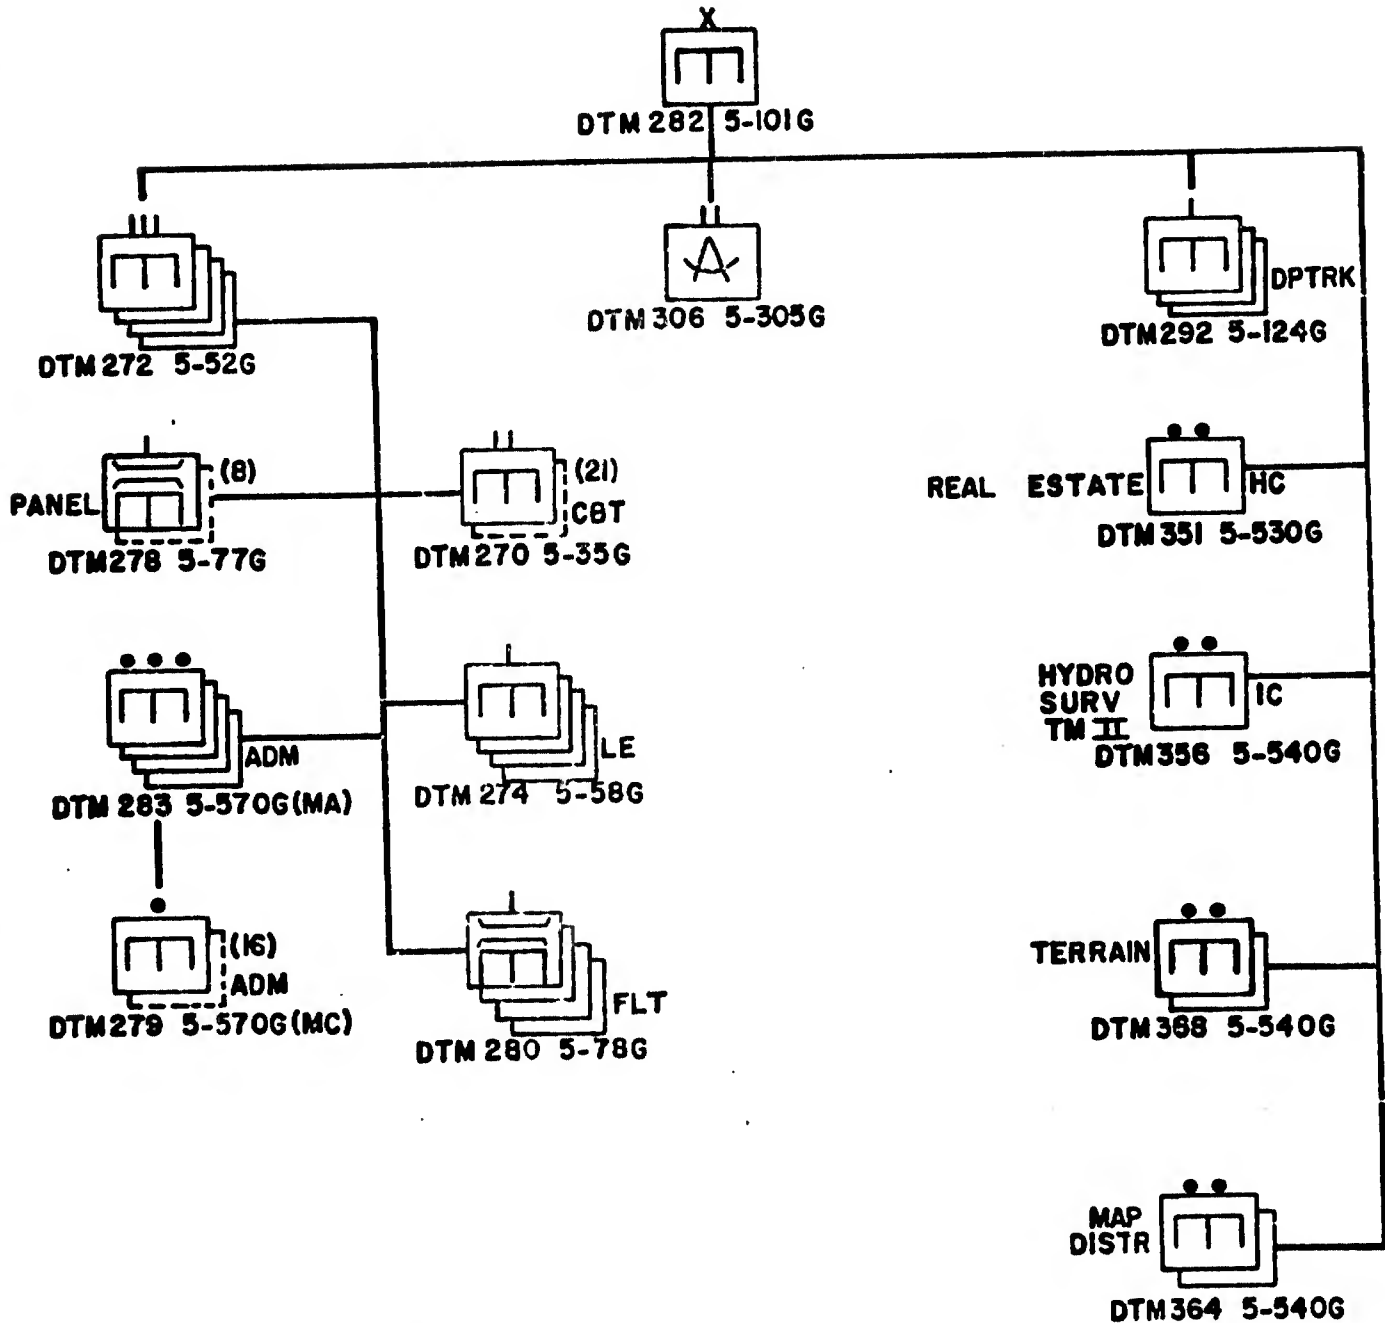 X
DTM 282 5-101G
DTM 272 5-52G
DTM 306 5-305G
DPTRK
DTM 292 5-124G
PANEL
(8)
DTM 278 5-77G
(21)
CBT
DTM 270 5-35G
REAL ESTATE
HC
DTM 351 5-530G
ADM
DTM 283 5-570G(MA)
LE
DTM 274 5-58G
HYDRO
SURV
TM II
IC
DTM 356 5-540G
(16)
ADM
DTM 279 5-570G(MC)
FLT
DTM 280 5-78G
TERRAIN
DTM 368 5-540G
MAP
DISTR
DTM 364 5-540G